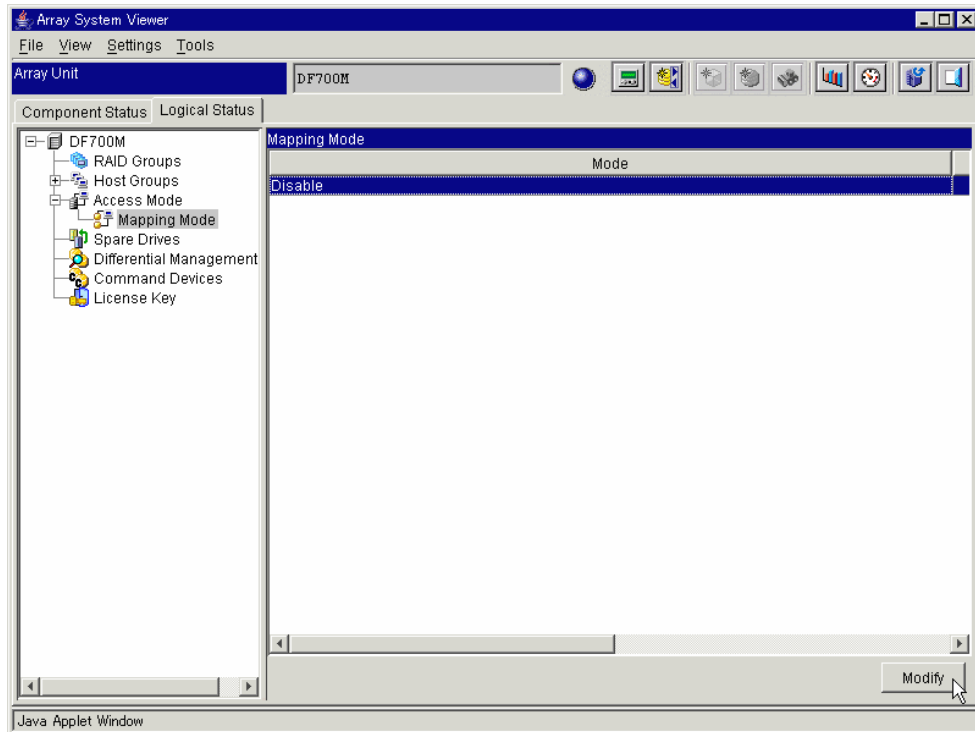 Array System Viewer
File View Settings Tools
Array Unit
DF700M
Component Status Logical Status
DF700M
RAID Groups
Host Groups
Access Mode
Mapping Mode
Spare Drives
Differential Management
Command Devices
License Key
Mapping Mode
Mode
Disable
Modify
Java Applet Window